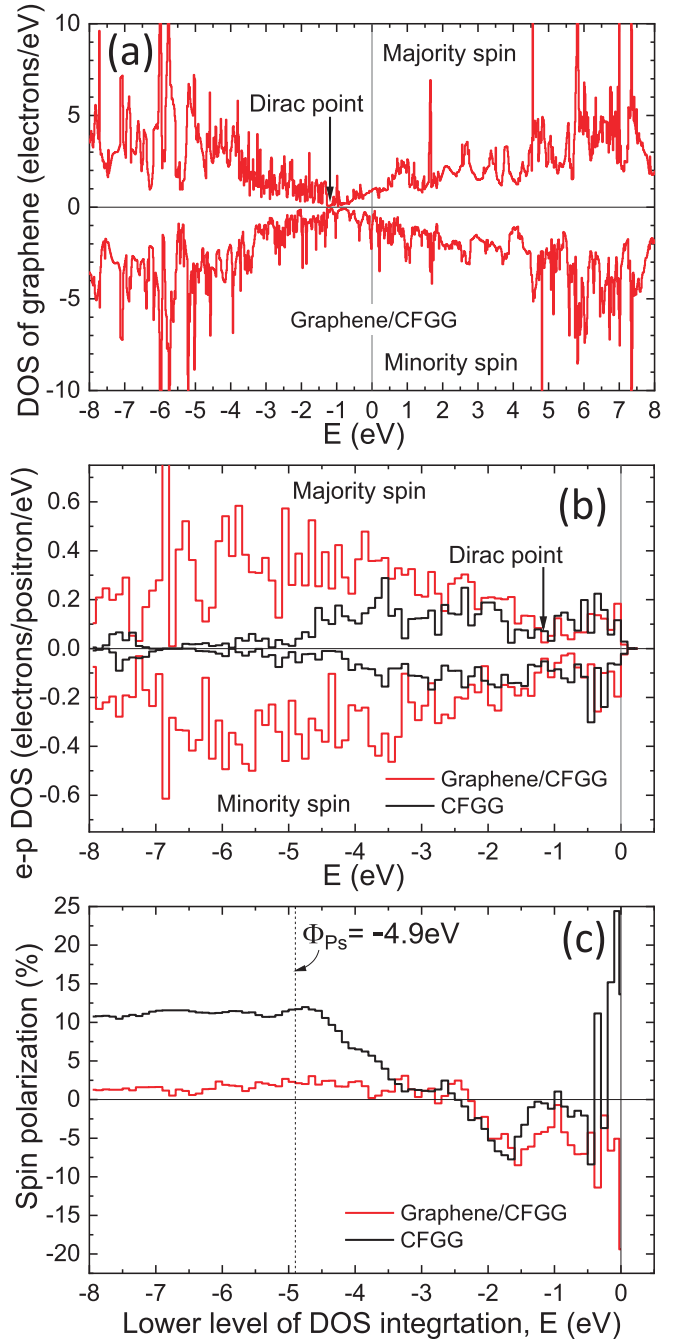 (a)
Majority spin
Dirac point
Graphene/CFGG
Minority spin
DOS of graphene (electrons/eV)
10
5
0
-5
-10
-8 -7 -6 -5 -4 -3 -2 -1 0 1 2 3 4 5 6 7 8
E (eV)
(b)
Majority spin
Dirac point
Minority spin
Graphene/CFGG
CFGG
e-p DOS (electrons/positron/eV)
0.6
0.4
0.2
0.0
-0.2
-0.4
-0.6
-8 -7 -6 -5 -4 -3 -2 -1 0
E (eV)
(c)
ΦPs= -4.9eV
Graphene/CFGG
CFGG
Spin polarization (%)
25
20
15
10
5
0
-5
-10
-15
-20
-8 -7 -6 -5 -4 -3 -2 -1 0
Lower level of DOS integrtation, E (eV)